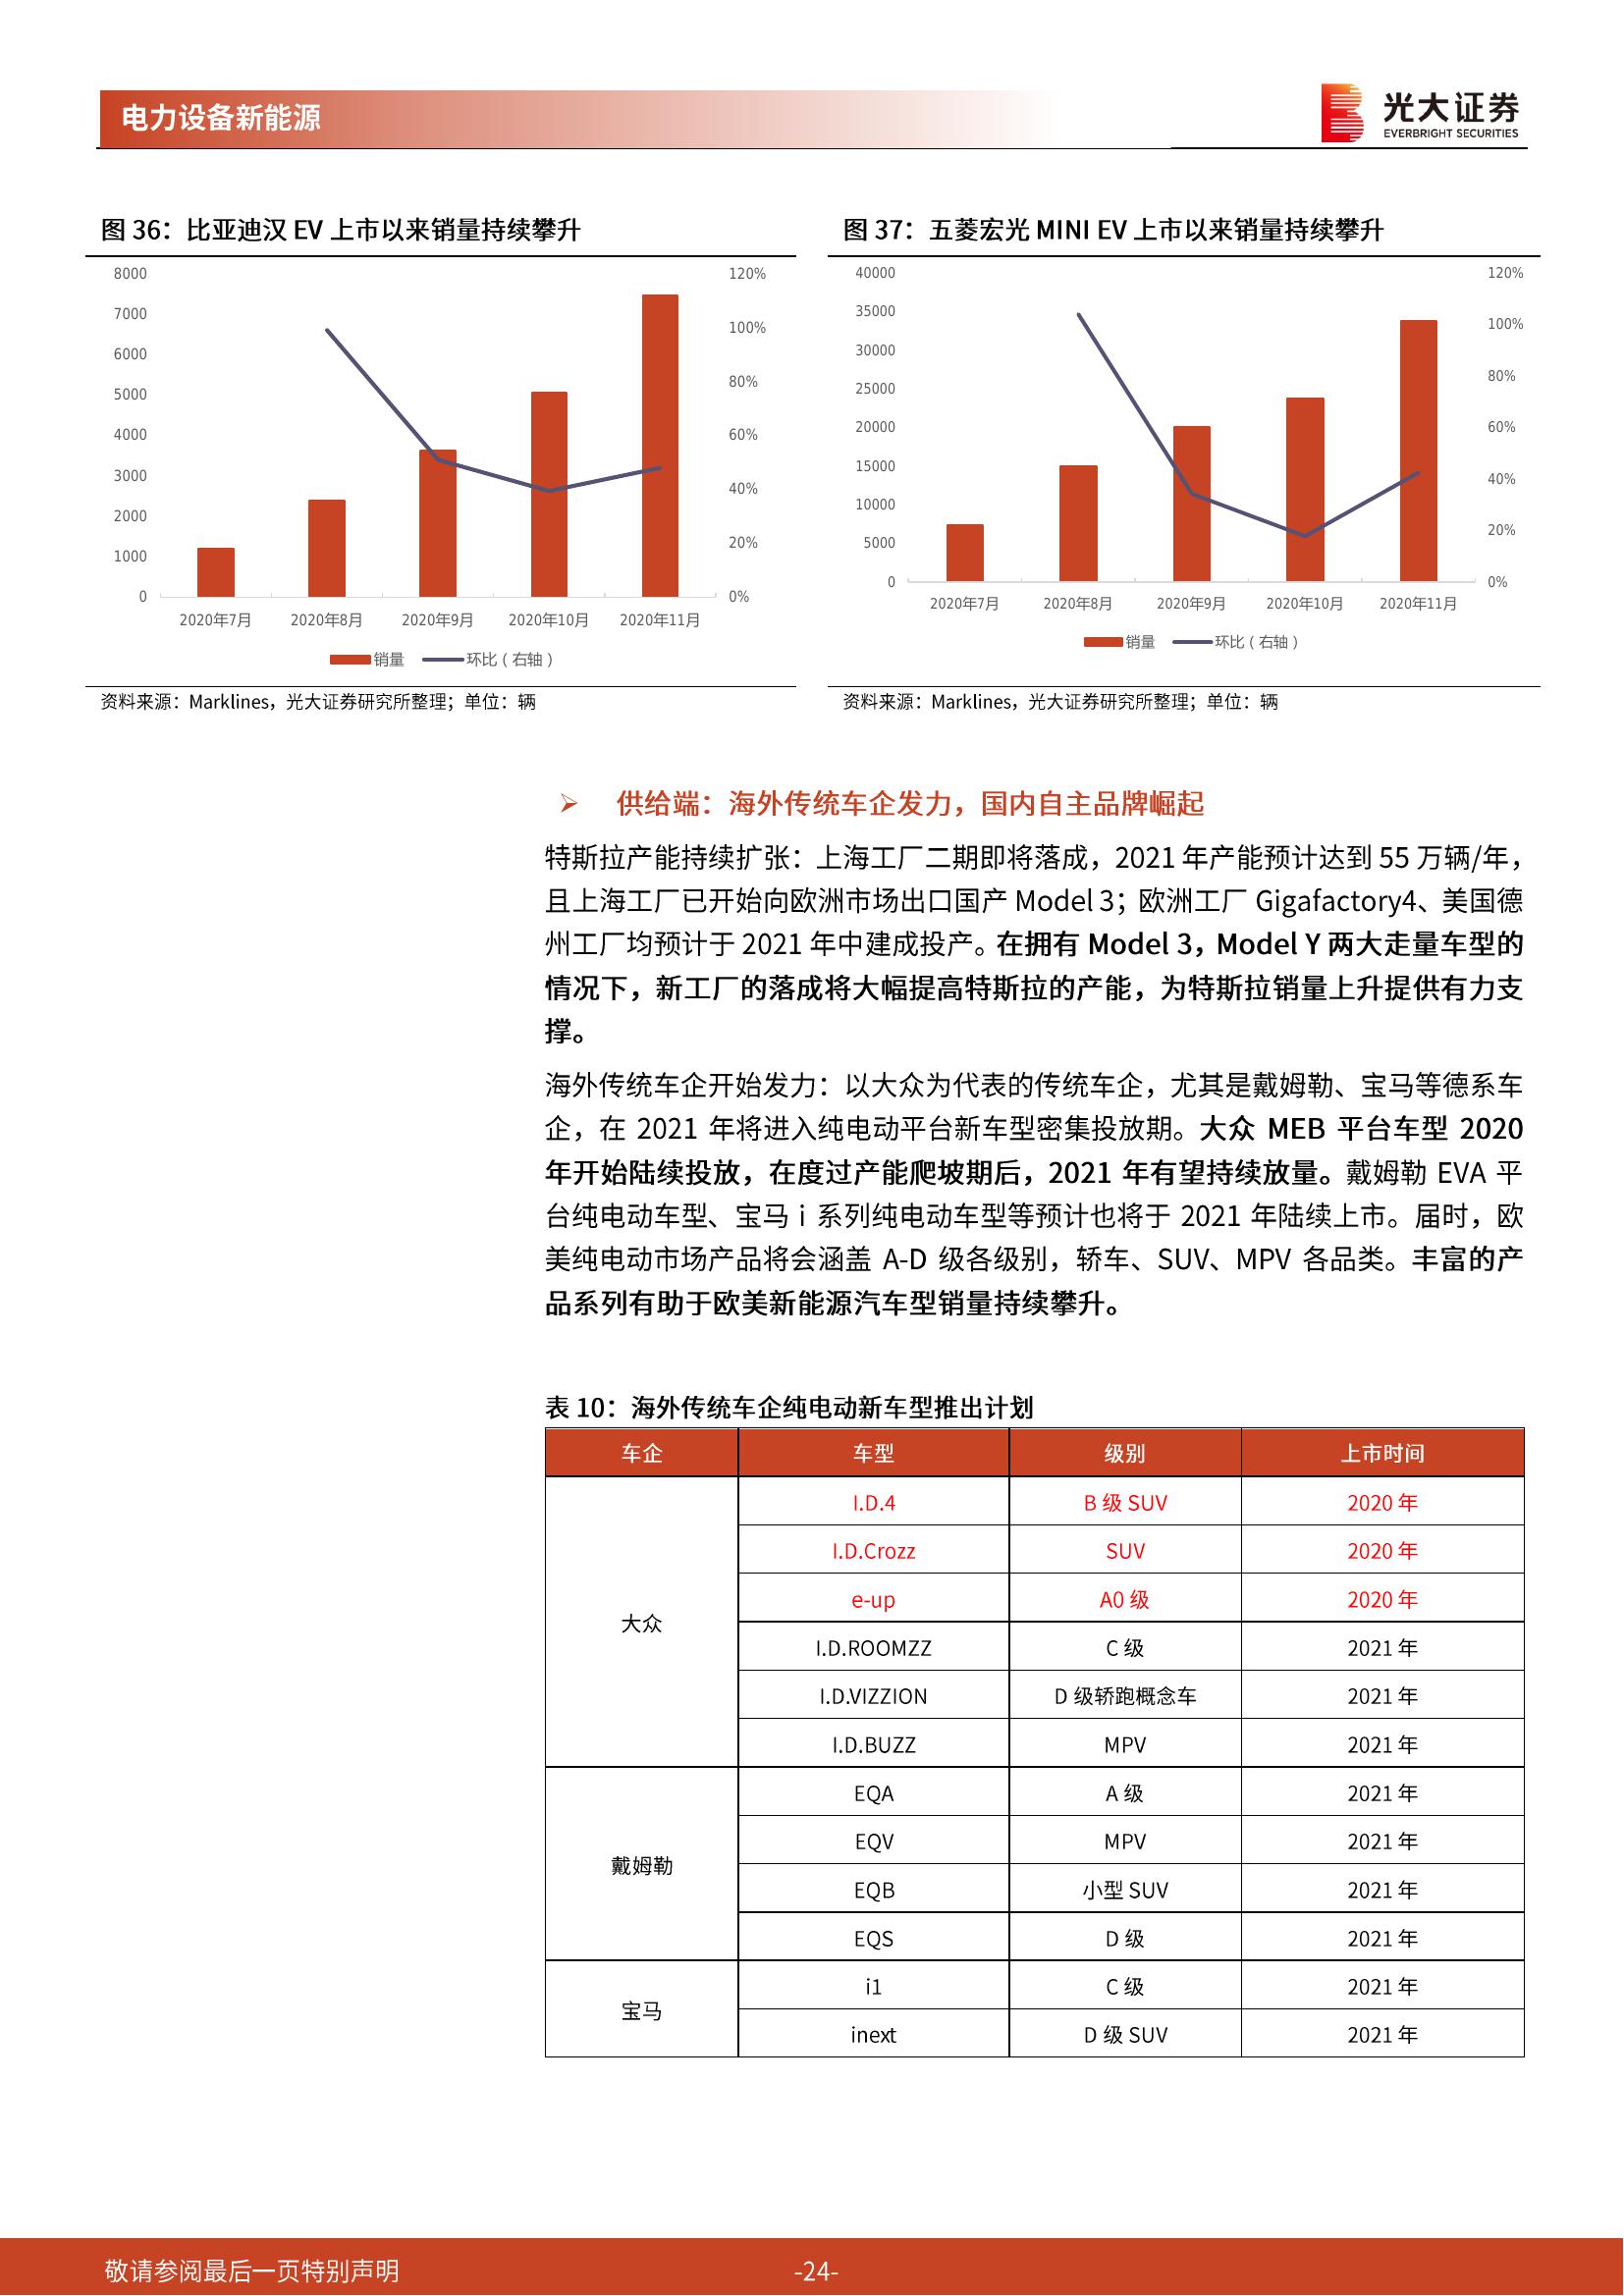 电力设备新能源
光大证券
EVERBRIGHT SECURITIES
图 36：比亚迪汉 EV 上市以来销量持续攀升
8000
7000
6000
5000
4000
3000
2000
1000
0
120%
100%
80%
60%
40%
20%
0%
2020年7月 2020年8月 2020年9月 2020年10月 2020年11月
销量 环比（右轴）
资料来源：Marklines，光大证券研究所整理；单位：辆
图 37：五菱宏光 MINI EV 上市以来销量持续攀升
40000
35000
30000
25000
20000
15000
10000
5000
0
120%
100%
80%
60%
40%
20%
0%
2020年7月 2020年8月 2020年9月 2020年10月 2020年11月
销量 环比（右轴）
资料来源：Marklines，光大证券研究所整理；单位：辆
➢ 供给端：海外传统车企发力，国内自主品牌崛起
特斯拉产能持续扩张：上海工厂二期即将落成，2021 年产能预计达到 55 万辆/年，
且上海工厂已开始向欧洲市场出口国产 Model 3；欧洲工厂 Gigafactory4、美国德
州工厂均预计于 2021 年中建成投产。在拥有 Model 3，Model Y 两大走量车型的
情况下，新工厂的落成将大幅提高特斯拉的产能，为特斯拉销量上升提供有力支
撑。
海外传统车企开始发力：以大众为代表的传统车企，尤其是戴姆勒、宝马等德系车
企，在 2021 年将进入纯电动平台新车型密集投放期。大众 MEB 平台车型 2020
年开始陆续投放，在度过产能爬坡期后，2021 年有望持续放量。戴姆勒 EVA 平
台纯电动车型、宝马 i 系列纯电动车型等预计也将于 2021 年陆续上市。届时，欧
美纯电动市场产品将会涵盖 A-D 级各级别，轿车、SUV、MPV 各品类。丰富的产
品系列有助于欧美新能源汽车型销量持续攀升。
表 10：海外传统车企纯电动新车型推出计划
车企 车型 级别 上市时间
大众
I.D.4 B 级 SUV 2020 年
I.D.Crozz SUV 2020 年
e-up A0 级 2020 年
I.D.ROOMZZ C 级 2021 年
I.D.VIZZION D 级轿跑概念车 2021 年
I.D.BUZZ MPV 2021 年
戴姆勒
EQA A 级 2021 年
EQV MPV 2021 年
EQB 小型 SUV 2021 年
EQS D 级 2021 年
宝马
i1 C 级 2021 年
inext D 级 SUV 2021 年
敬请参阅最后一页特别声明 -24-